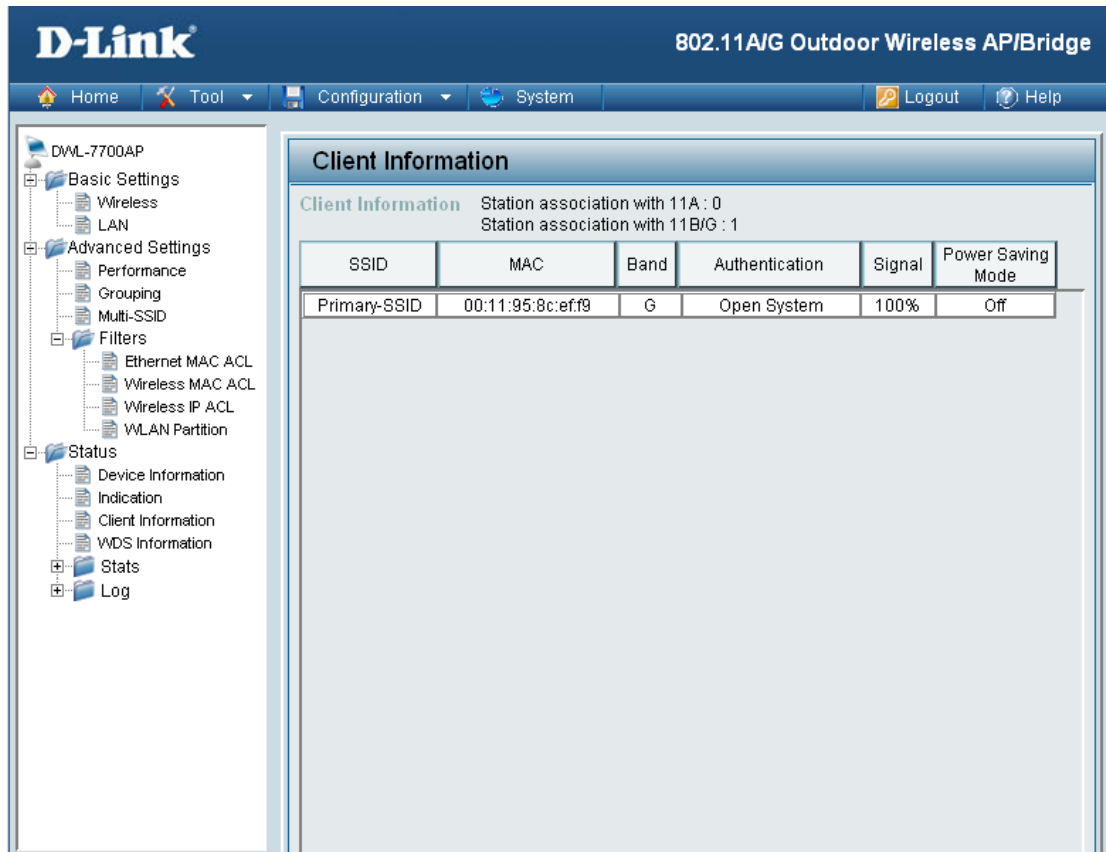 D-Link
802.11A/G Outdoor Wireless AP/Bridge
Home Tool Configuration System Logout Help
DWL-7700AP
Basic Settings
Wireless
LAN
Advanced Settings
Performance
Grouping
Multi-SSID
Filters
Ethernet MAC ACL
Wireless MAC ACL
Wireless IP ACL
WLAN Partition
Status
Device Information
Indication
Client Information
WDS Information
Stats
Log
Client Information
Client Information Station association with 11A : 0
Station association with 11B/G : 1
SSID MAC Band Authentication Signal Power Saving Mode
Primary-SSID 00:11:95:8c:ef:f9 G Open System 100% Off